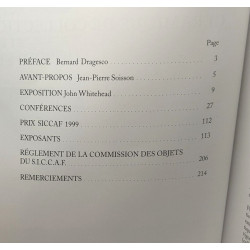 Page
PRÉFACE Bernard Dragesco 3
AVANT-PROPOS Jean-Pierre Soisson 5
EXPOSITION John Whitehead 9
CONFÉRENCES 27
PRIX SICCAF 1999 112
EXPOSANTS 113
RÉGLEMENT DE LA COMMISSION DES OBJETS
DU S.I.C.C.A.F. 206
REMERCIEMENTS 214